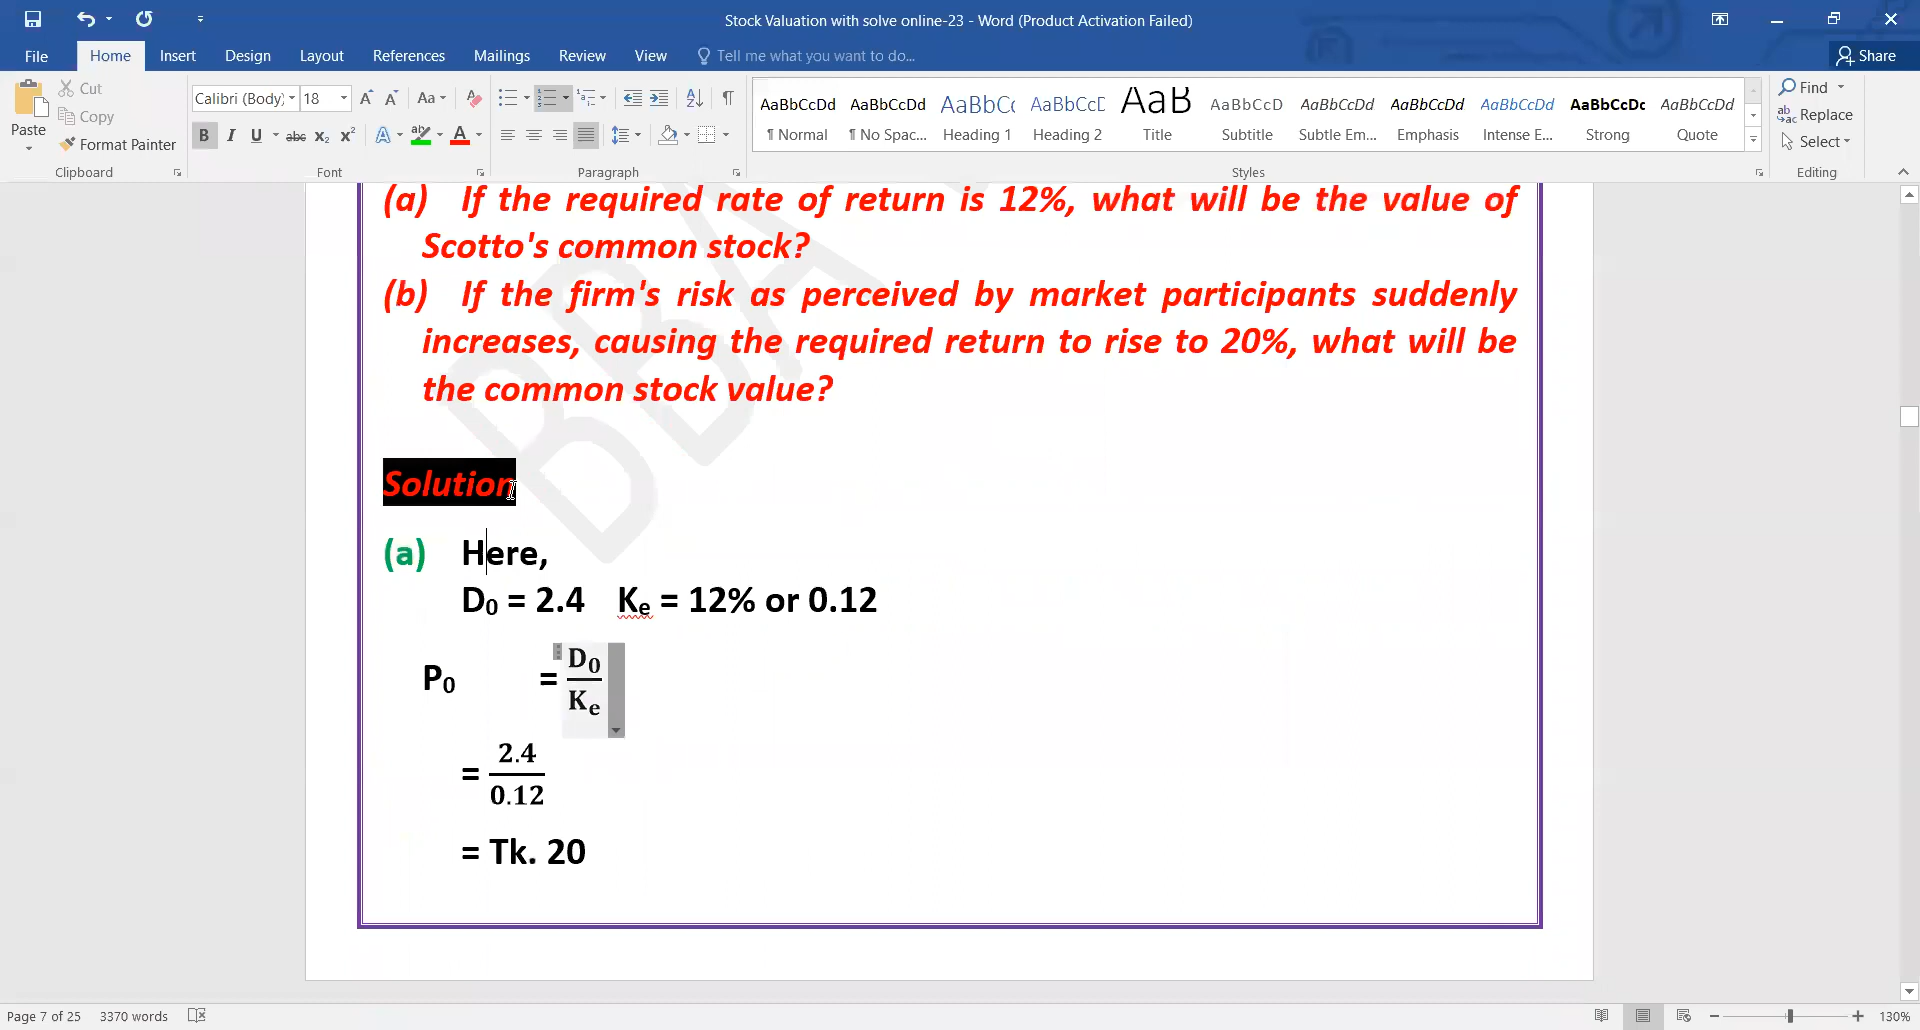 Stock Valuation with solve online-23 - Word (Product Activation Failed)
File Home Insert Design Layout References Mailings Review View Tell me what you want to do... Share
Paste
Cut
Copy
Format Painter
Clipboard
Calibri (Body) 18
Font
Paragraph
AaBbCcDd AaBbCcDd AaBbC AaBbCcD AaB AaBbCcD AaBbCcDd AaBbCcDd AaBbCcDd AaBbCcDc AaBbCcDd
¶ Normal ¶ No Spac... Heading 1 Heading 2 Title Subtitle Subtle Em... Emphasis Intense E... Strong Quote
Styles
Find
Replace
Select
Editing
(a) If the required rate of return is 12%, what will be the value of
Scotto's common stock?
(b) If the firm's risk as perceived by market participants suddenly
increases, causing the required return to rise to 20%, what will be
the common stock value?
Solution
(a) Here,
D₀ = 2.4 Kₑ = 12% or 0.12
P₀ = D₀/Kₑ
= 2.4/0.12
= Tk. 20
BBA
Page 7 of 25 3370 words 130%